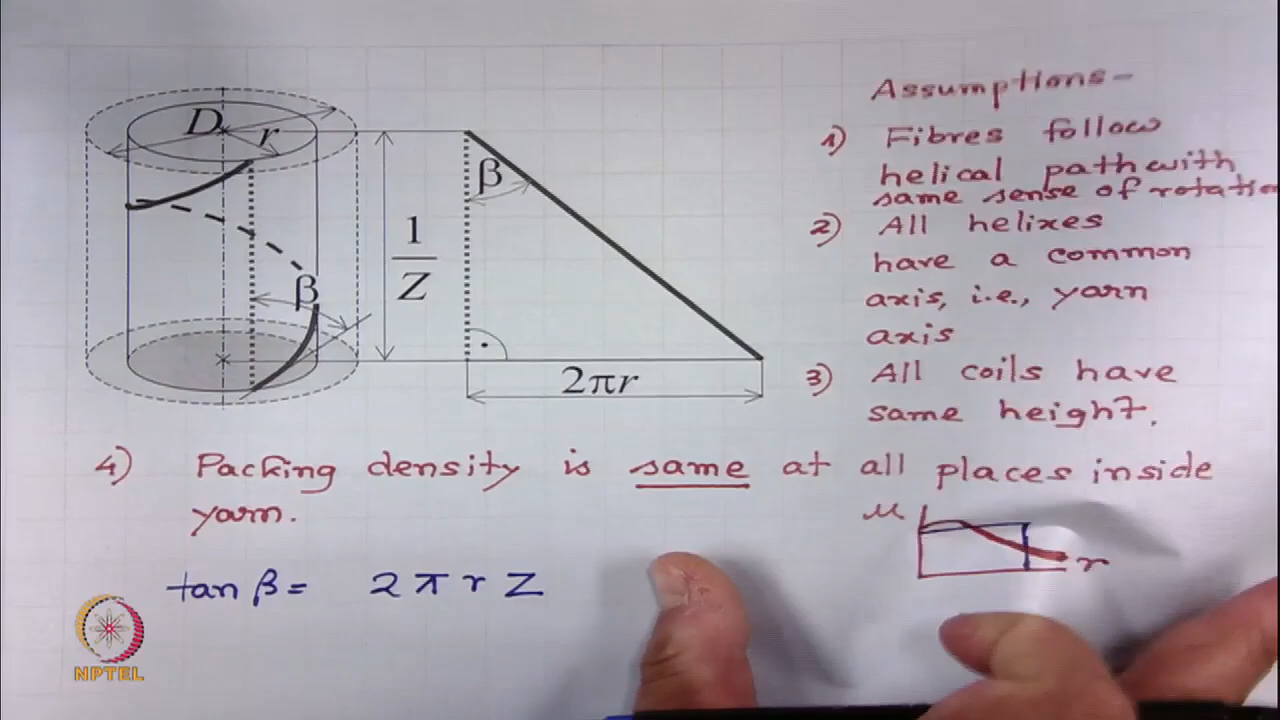 D
r
β
1
Z
β
2πr
Assumptions-
1) Fibres follow
helical path with
same sense of rotatio
2) All helixes
have a common
axis, i.e., yarn
axis
3) All coils have
same height.
4) Packing density is same at all places inside
yarn.
μ
r
tan β = 2 π r Z
NPTEL